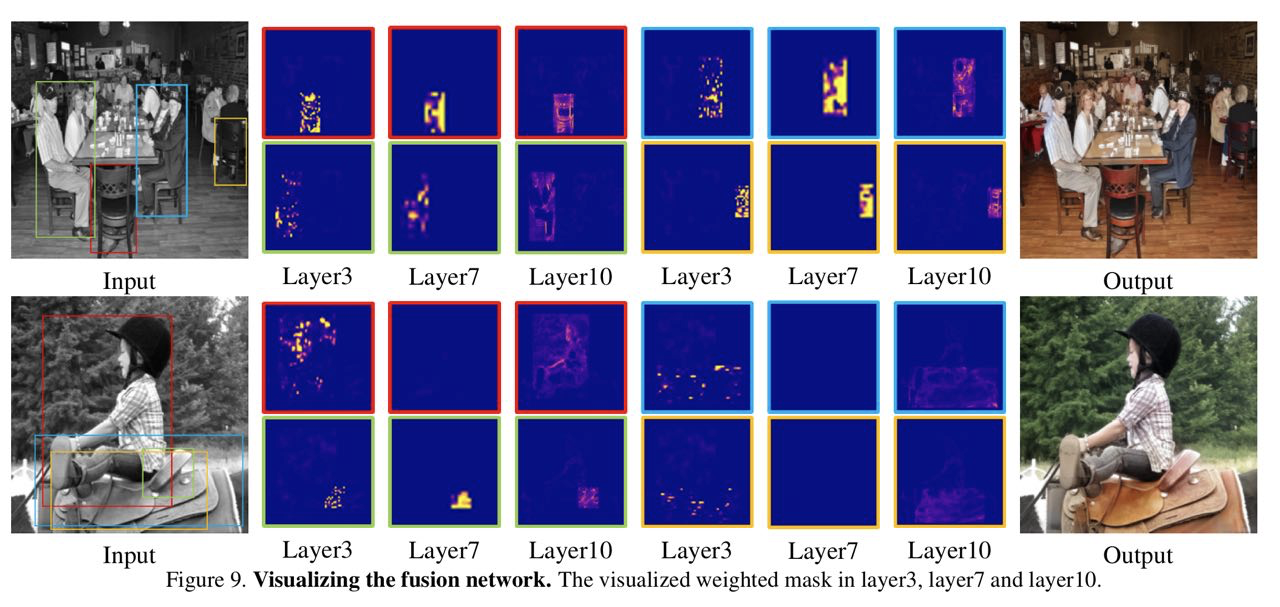 Input
Layer3
Layer7
Layer10
Layer3
Layer7
Layer10
Output
Input
Layer3
Layer7
Layer10
Layer3
Layer7
Layer10
Output
Figure 9. Visualizing the fusion network. The visualized weighted mask in layer3, layer7 and layer10.